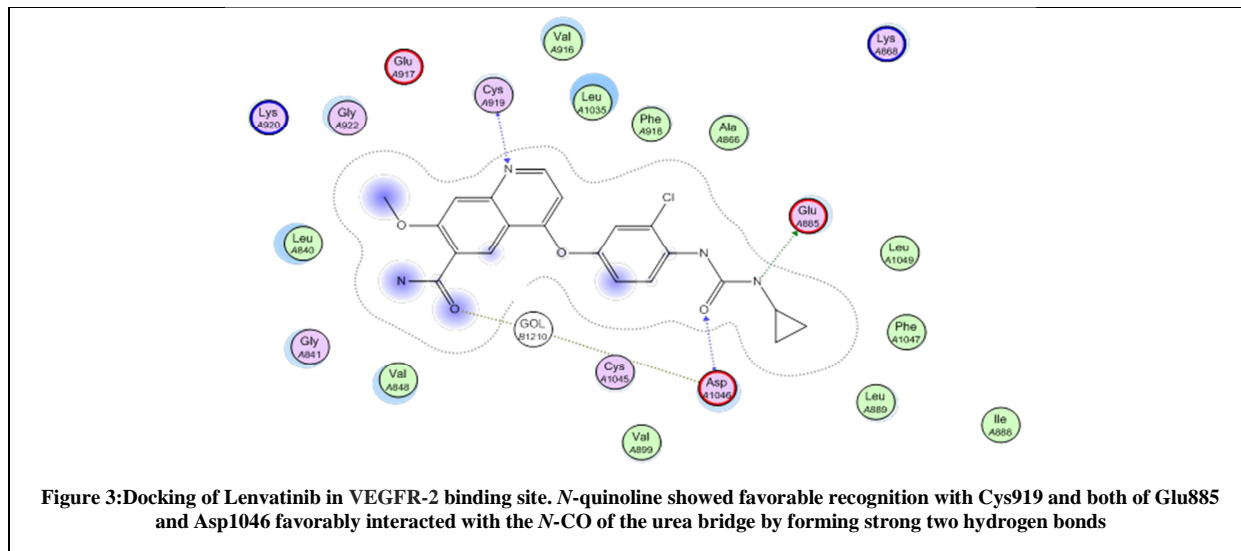 Val
A916
Lys
A868
Glu
A917
Cys
A919
Leu
A1035
Lys
A920
Gly
A922
Phe
A918
Ala
A866
N
Cl
Glu
A885
O
Leu
A840
O
N
N
Leu
A1049
N
O
O
GOL
B1210
Phe
A1047
Gly
A841
Val
A848
Cys
A1045
Asp
A1046
Leu
A889
Ile
A888
Val
A899
Figure 3:Docking of Lenvatinib in VEGFR-2 binding site. N-quinoline showed favorable recognition with Cys919 and both of Glu885
and Asp1046 favorably interacted with the N-CO of the urea bridge by forming strong two hydrogen bonds